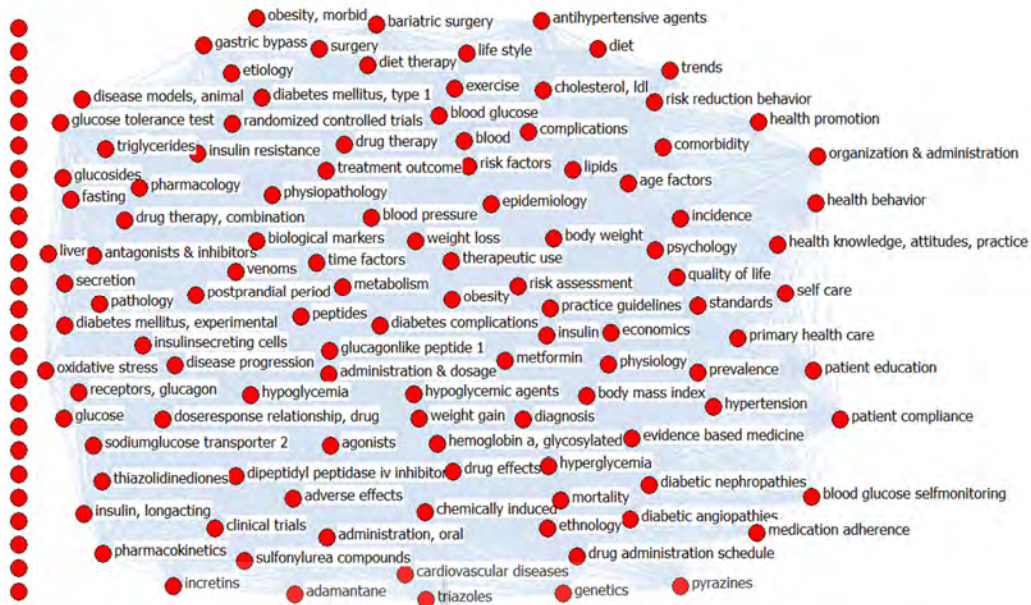 obesity, morbid
bariatric surgery
antihypertensive agents
gastric bypass
surgery
life style
diet
etiology
diet therapy
trends
disease models, animal
diabetes mellitus, type 1
exercise
cholesterol, ldl
risk reduction behavior
glucose tolerance test
randomized controlled trials
blood glucose
complications
health promotion
triglycerides
insulin resistance
drug therapy
blood
comorbidity
organization & administration
glucosides
pharmacology
treatment outcome
risk factors
lipids
age factors
fasting
physiopathology
epidemiology
health behavior
drug therapy, combination
blood pressure
incidence
liver
antagonists & inhibitors
biological markers
weight loss
body weight
psychology
health knowledge, attitudes, practice
secretion
venoms
time factors
therapeutic use
quality of life
pathology
postprandial period
metabolism
obesity
risk assessment
practice guidelines
standards
self care
diabetes mellitus, experimental
peptides
diabetes complications
insulin
economics
primary health care
insulinsecreting cells
glucagonlike peptide 1
oxidative stress
disease progression
administration & dosage
metformin
physiology
prevalence
patient education
receptors, glucagon
hypoglycemia
hypoglycemic agents
body mass index
hypertension
glucose
doseresponse relationship, drug
weight gain
diagnosis
patient compliance
sodiumglucose transporter 2
agonists
hemoglobin a, glycosylated
evidence based medicine
thiazolidinediones
dipeptidyl peptidase iv inhibitor
drug effects
hyperglycemia
diabetic nephropathies
blood glucose selfmonitoring
insulin, longacting
adverse effects
chemically induced
mortality
diabetic angiopathies
clinical trials
administration, oral
ethnology
medication adherence
pharmacokinetics
sulfonylurea compounds
cardiovascular diseases
drug administration schedule
incretins
adamantane
triazoles
genetics
pyrazines